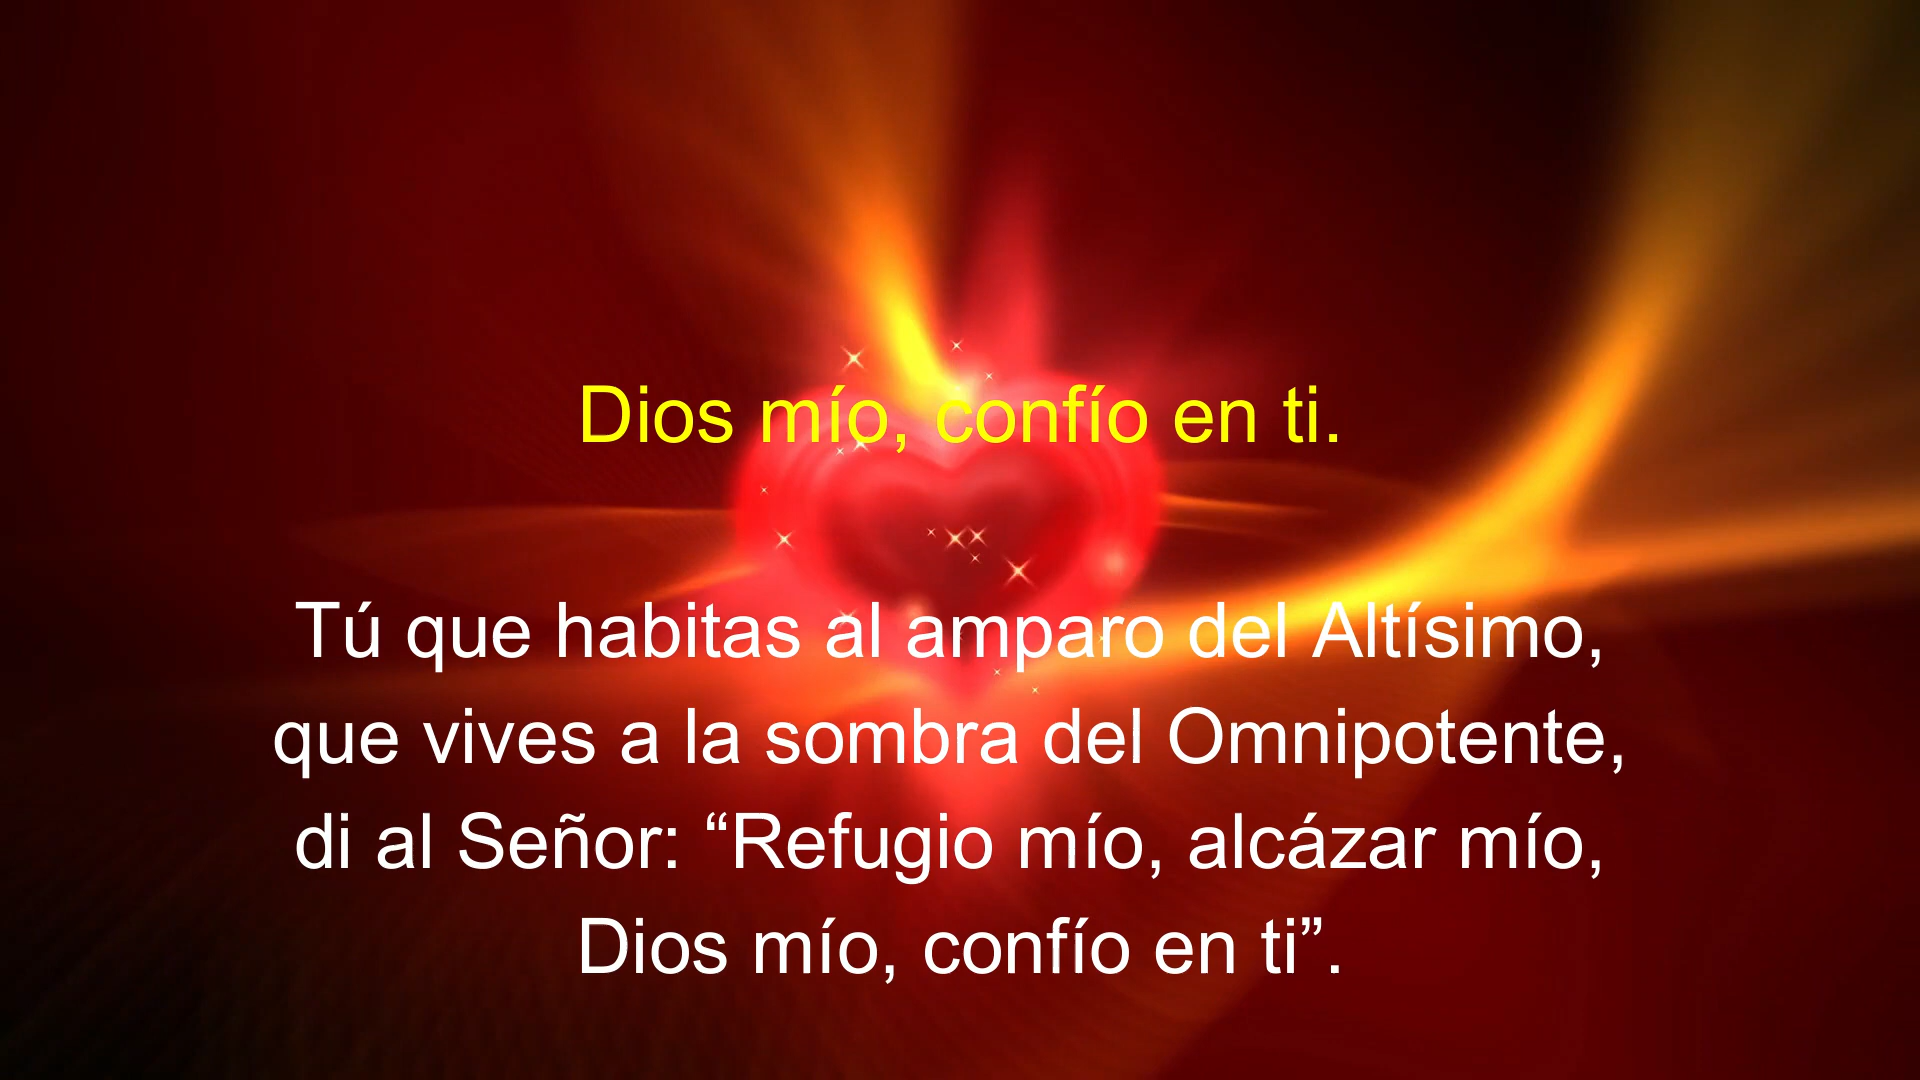 Dios mío, confío en ti.
Tú que habitas al amparo del Altísimo,
que vives a la sombra del Omnipotente,
di al Señor: “Refugio mío, alcázar mío,
Dios mío, confío en ti”.